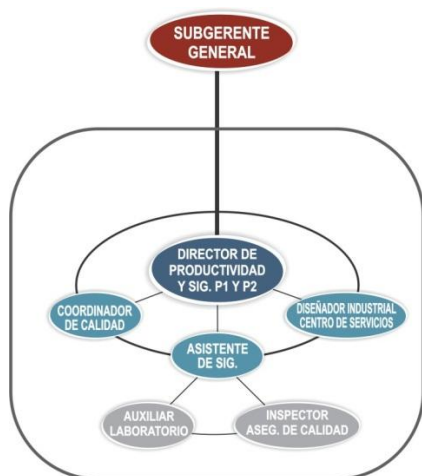 SUBGERENTE
GENERAL
DIRECTOR DE
PRODUCTIVIDAD
Y SIG. P1 Y P2
COORDINADOR
DE CALIDAD
DISEÑADOR INDUSTRIAL
CENTRO DE SERVICIOS
ASISTENTE
DE SIG.
AUXILIAR
LABORATORIO
INSPECTOR
ASEG. DE CALIDAD